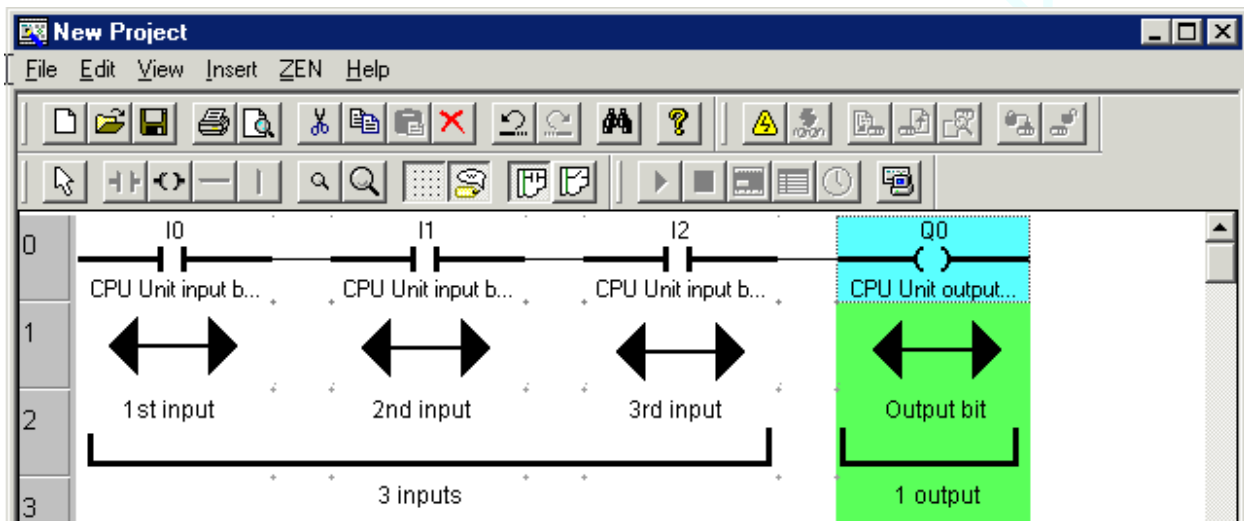 New Project
File Edit View Insert ZEN Help
0
I0 I1 I2 Q0
CPU Unit input b... CPU Unit input b... CPU Unit input b... CPU Unit output...
1
1st input 2nd input 3rd input Output bit
2
3 inputs 1 output
3